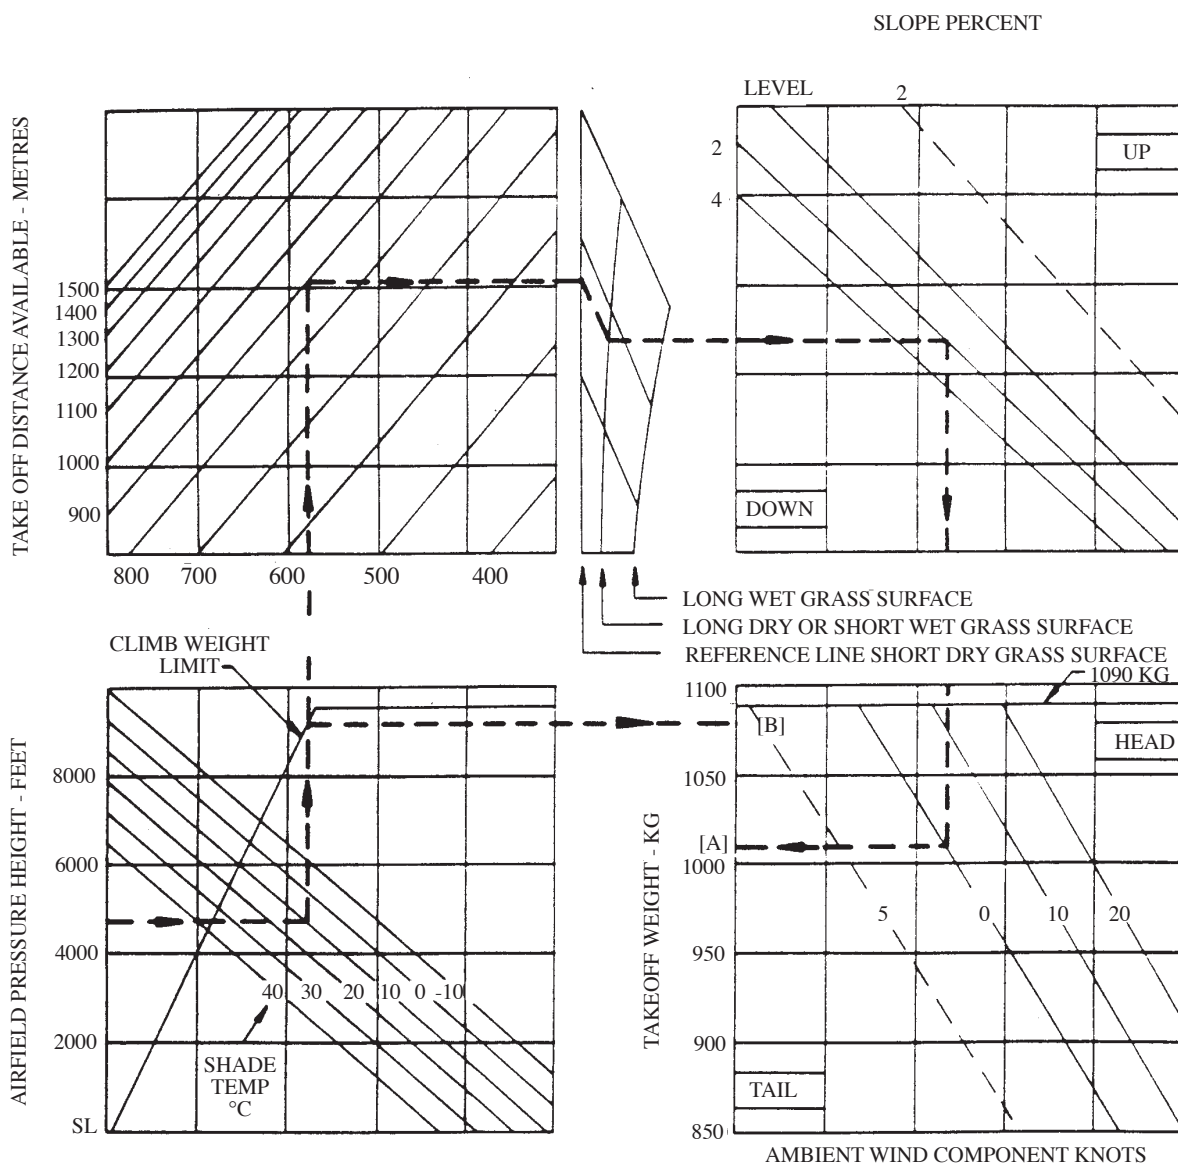 SLOPE PERCENT
TAKE OFF DISTANCE AVAILABLE - METRES
1500
1400
1300
1200
1100
1000
900
800
700
600
500
400
LEVEL
2
2
4
UP
DOWN
LONG WET GRASS SURFACE
LONG DRY OR SHORT WET GRASS SURFACE
REFERENCE LINE SHORT DRY GRASS SURFACE
CLIMB WEIGHT
LIMIT
AIRFIELD PRESSURE HEIGHT - FEET
8000
6000
4000
2000
SL
40 30 20 10 0 -10
SHADE
TEMP
°C
TAKEOFF WEIGHT - KG
1100
1050
[A]
1000
950
900
850
1090 KG
[B]
HEAD
5 0 10 20
TAIL
AMBIENT WIND COMPONENT KNOTS